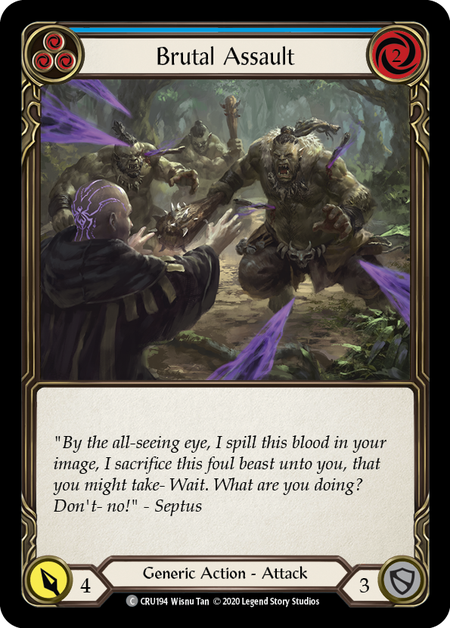 Brutal Assault
2
"By the all-seeing eye, I spill this blood in your
image, I sacrifice this foul beast unto you, that
you might take- Wait. What are you doing?
Don't- no!" - Septus
4
Generic Action - Attack
3
C CRU194 Wisnu Tan © 2020 Legend Story Studios